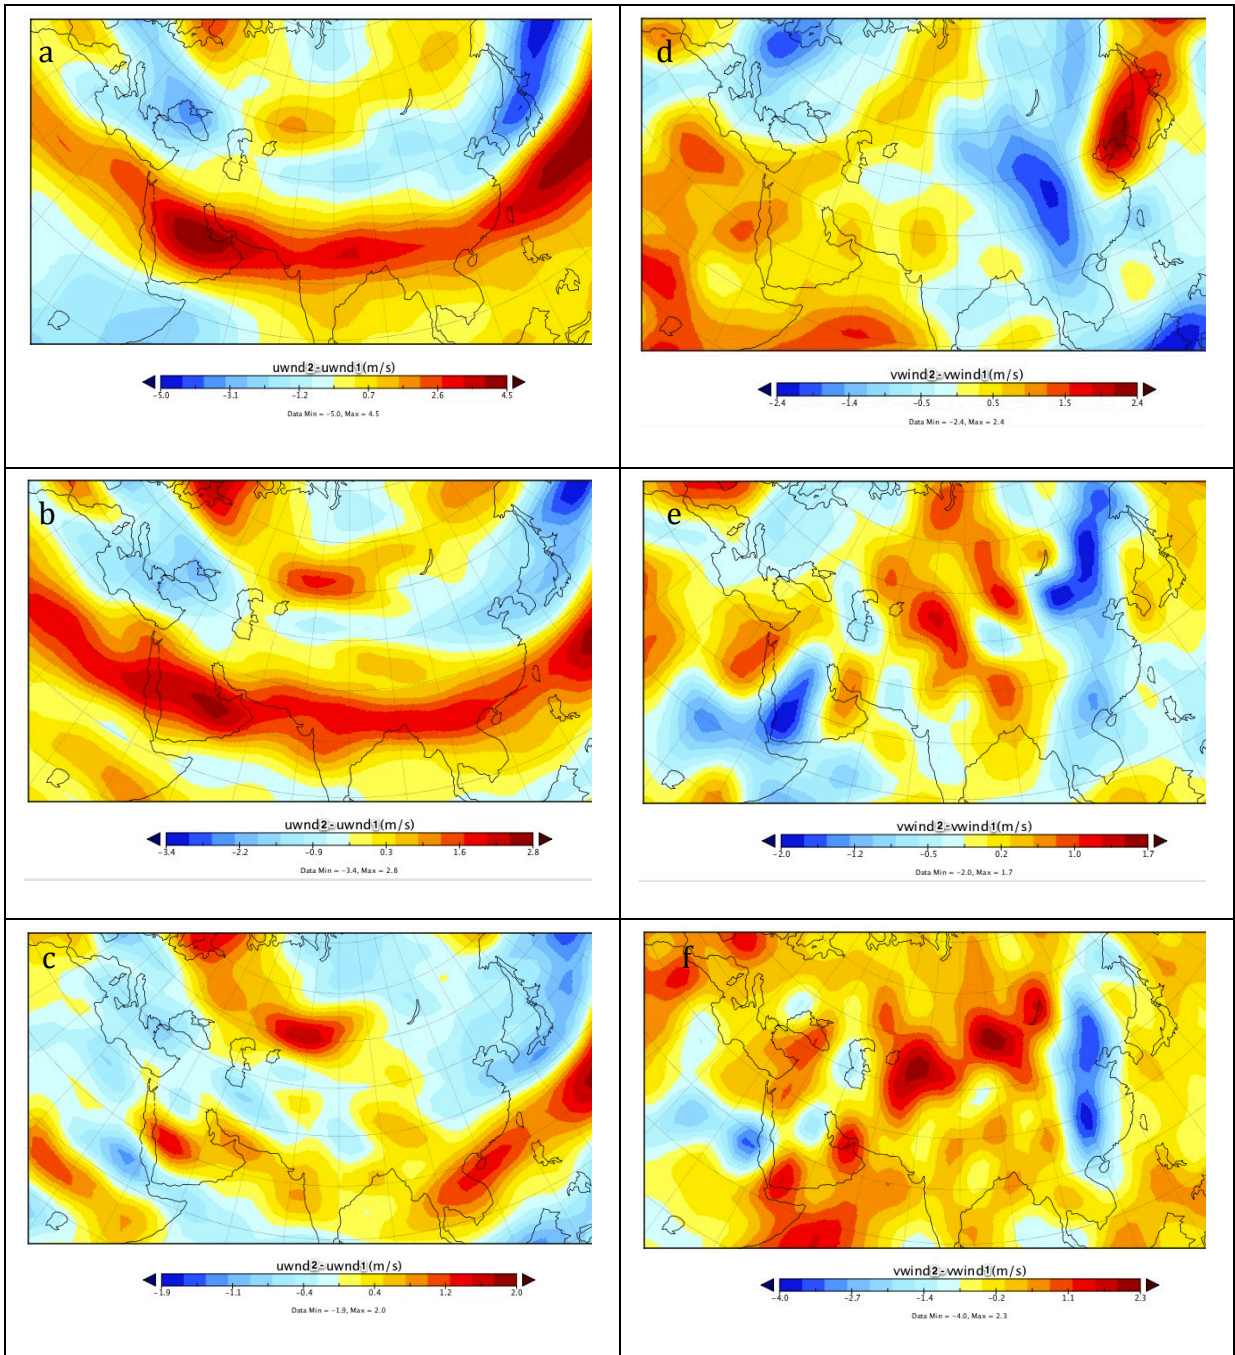 a
uwnd2-uwnd1(m/s)
−5.0 −3.1 −1.2 0.7 2.6 4.5
Data Min = −5.0, Max = 4.5
d
vwind2-vwind1(m/s)
−2.4 −1.4 −0.5 0.5 1.5 2.4
Data Min = −2.4, Max = 2.4
b
uwnd2-uwnd1(m/s)
−3.4 −2.2 −0.9 0.3 1.6 2.8
Data Min = −3.4, Max = 2.8
e
vwind2-vwind1(m/s)
−2.0 −1.2 −0.5 0.2 1.0 1.7
Data Min = −2.0, Max = 1.7
c
uwnd2-uwnd1(m/s)
−1.9 −1.1 −0.4 0.4 1.2 2.0
Data Min = −1.9, Max = 2.0
f
vwind2-vwind1(m/s)
−4.0 −2.7 −1.4 −0.2 1.1 2.3
Data Min = −4.0, Max = 2.3